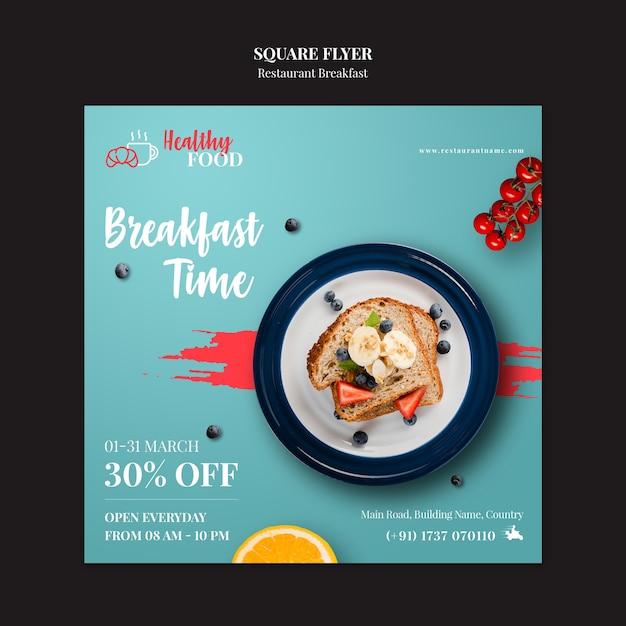 SQUARE FLYER
Restaurant Breakfast
Healthy
FOOD
www.restaurantname.com
Breakfast
Time
01-31 MARCH
30% OFF
OPEN EVERYDAY
FROM 08 AM - 10 PM
Main Road, Building Name, Country
(+91) 1737 070110